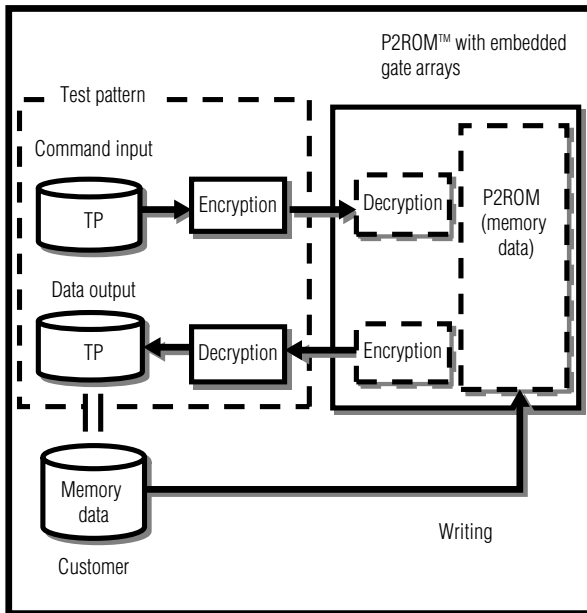 P2ROM™ with embedded
gate arrays
Test pattern
Command input
TP
Encryption
Decryption
P2ROM
(memory
data)
Data output
TP
Decryption
Encryption
Memory
data
Writing
Customer